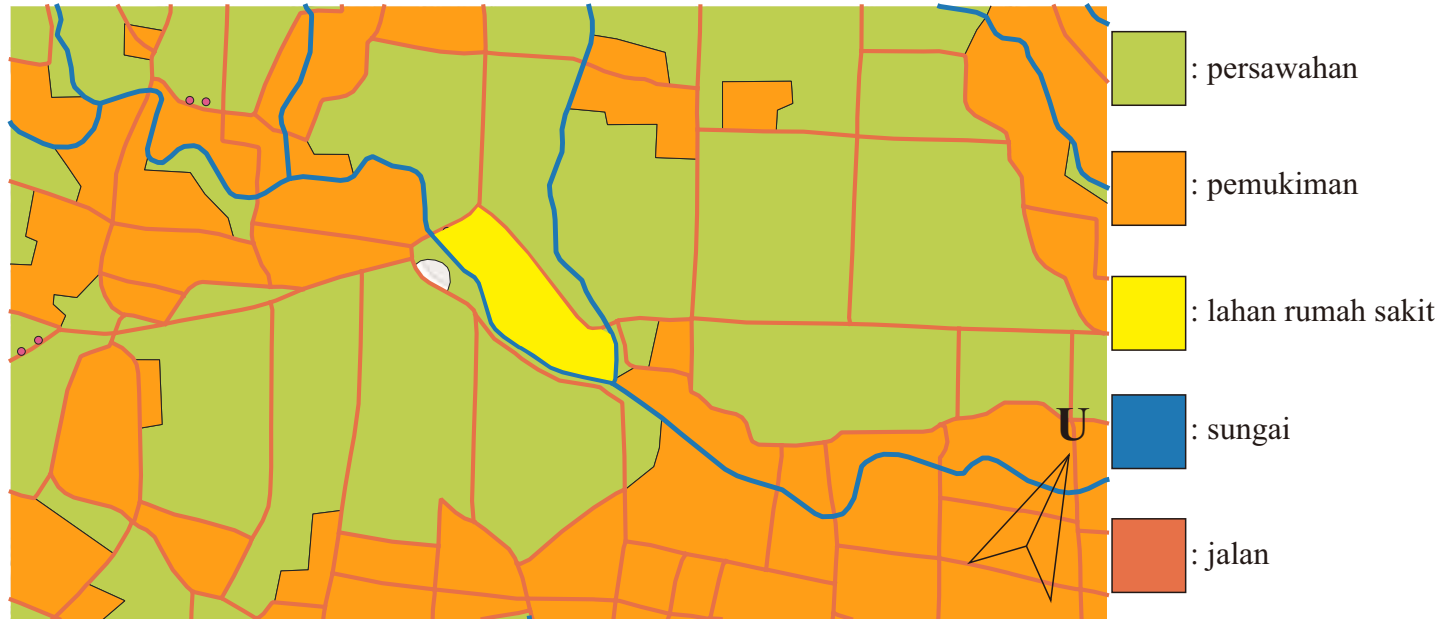 : persawahan
: pemukiman
: lahan rumah sakit
U
: sungai
: jalan